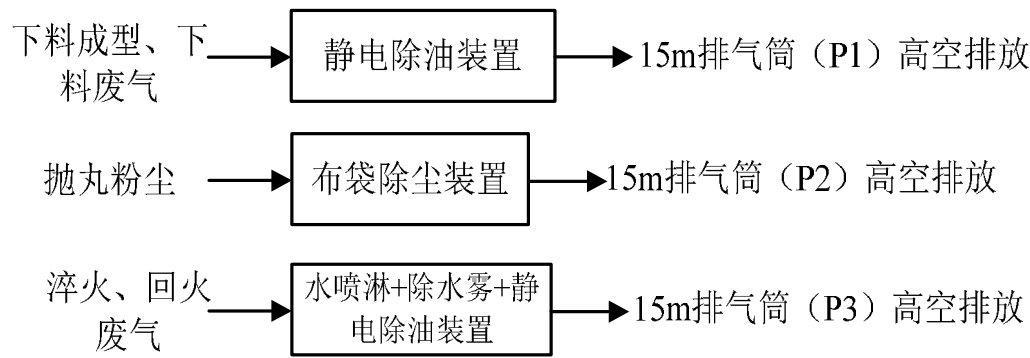 下料成型、下
料废气
静电除油装置
15m排气筒（P1）高空排放
抛丸粉尘
布袋除尘装置
15m排气筒（P2）高空排放
淬火、回火
废气
水喷淋+除水雾+静
电除油装置
15m排气筒（P3）高空排放